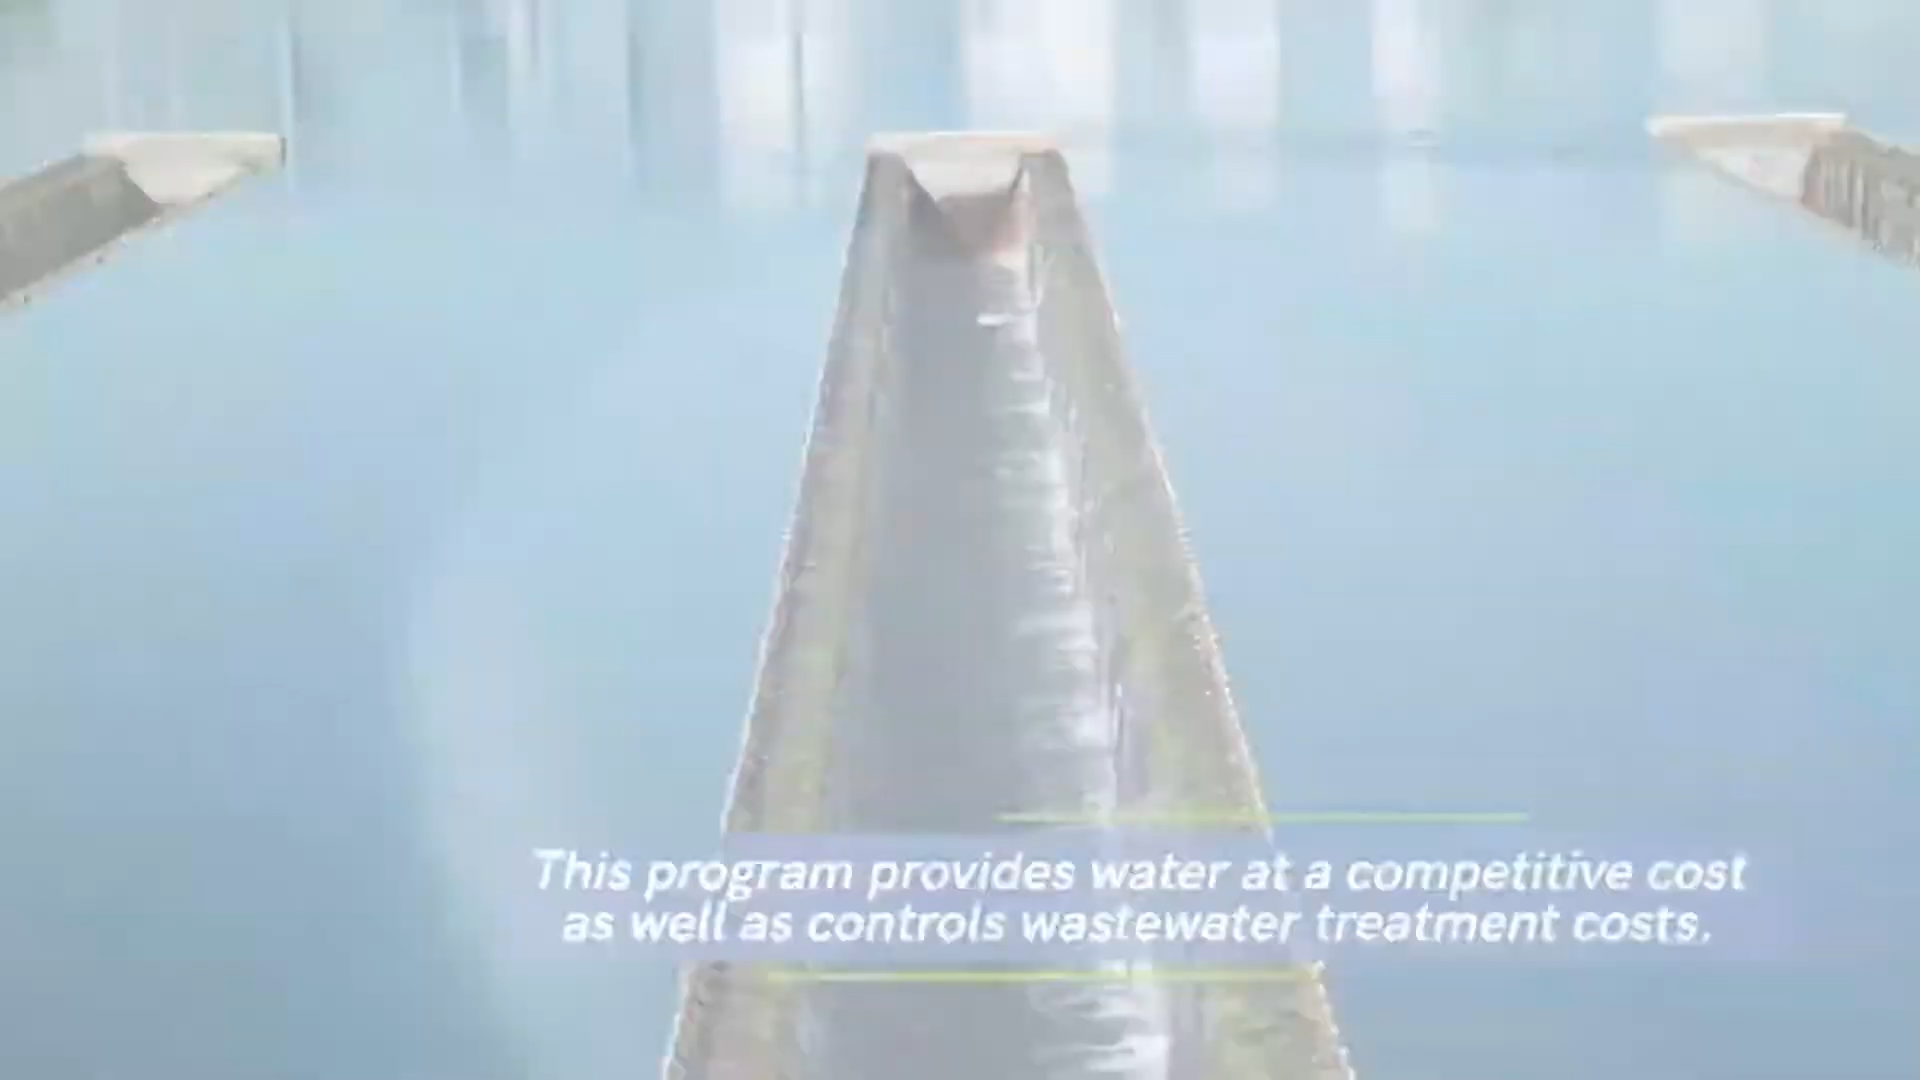 This program provides water at a competitive cost
as well as controls wastewater treatment costs.